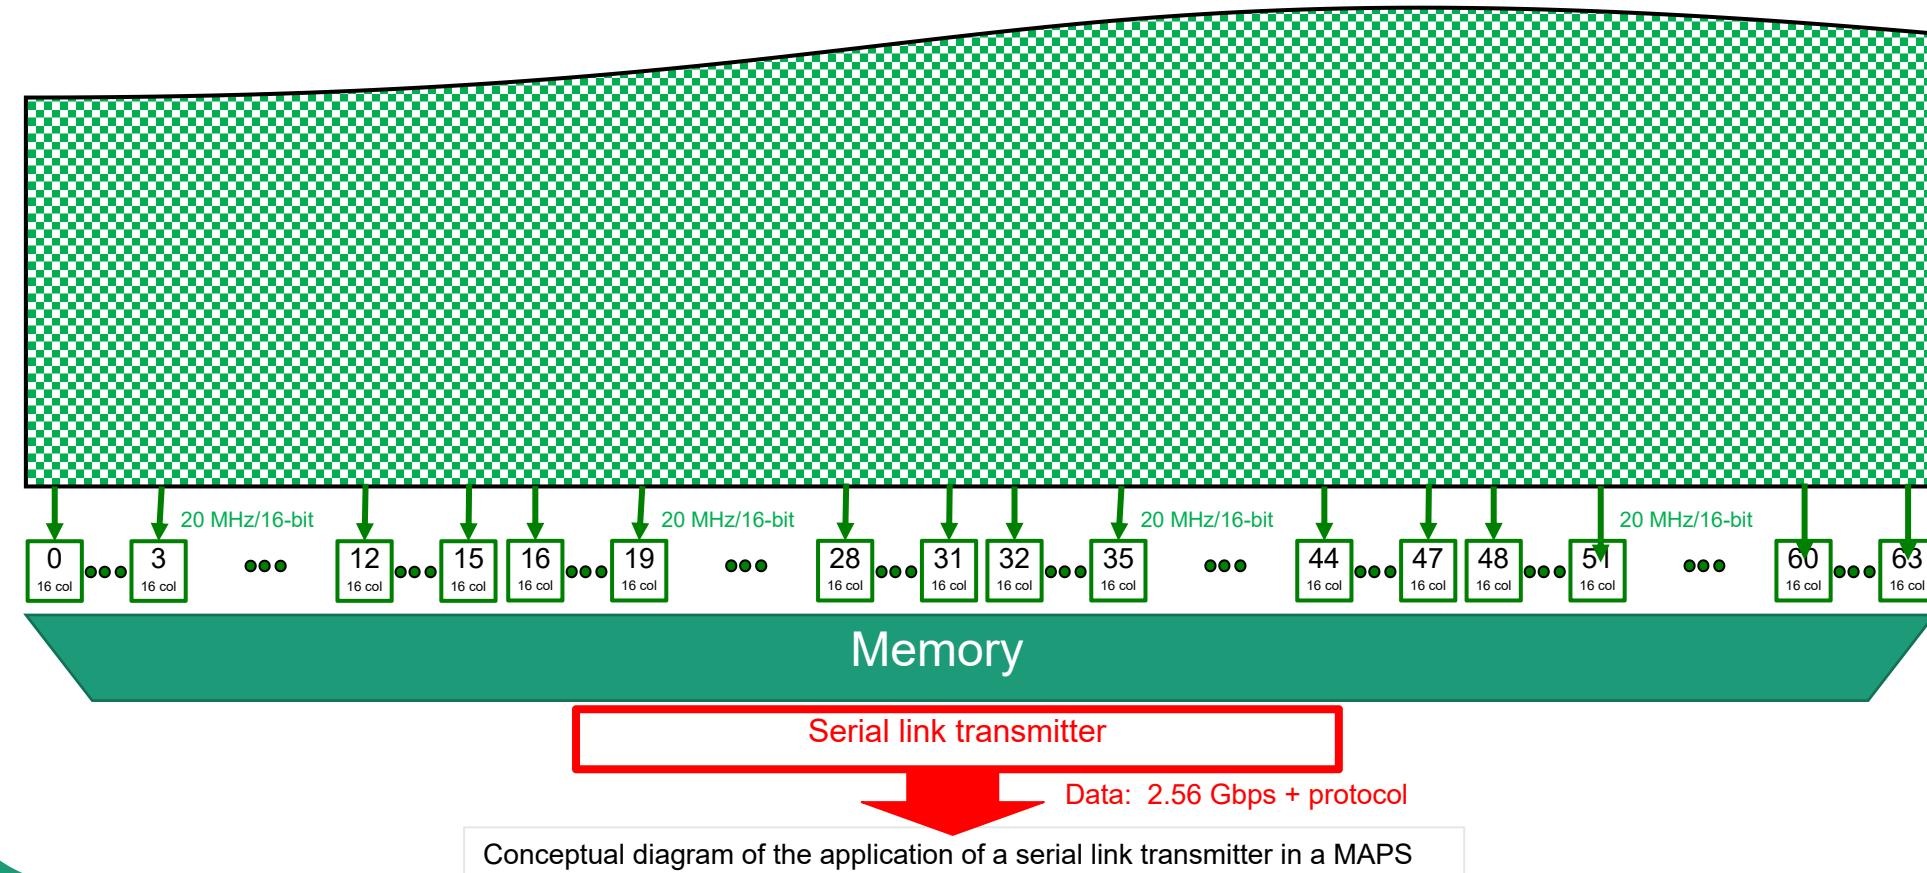 20 MHz/16-bit 20 MHz/16-bit 20 MHz/16-bit 20 MHz/16-bit
0 3 12 15 16 19 28 31 32 35 44 47 48 51 60 63
16 col 16 col 16 col 16 col 16 col 16 col 16 col 16 col 16 col 16 col 16 col 16 col 16 col 16 col 16 col 16 col
Memory
Serial link transmitter
Data: 2.56 Gbps + protocol
Conceptual diagram of the application of a serial link transmitter in a MAPS